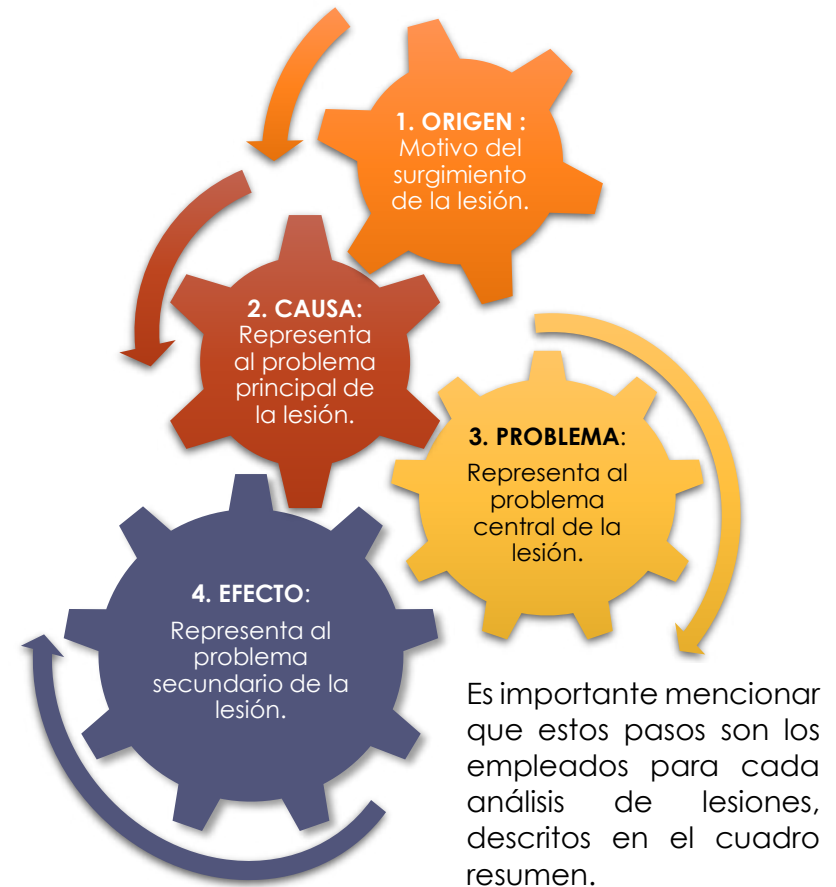 1. ORIGEN :
Motivo del
surgimiento
de la lesión.
2. CAUSA:
Representa
al problema
principal de
la lesión.
3. PROBLEMA:
Representa al
problema
central de la
lesión.
4. EFECTO:
Representa al
problema
secundario de la
lesión.
Es importante mencionar
que estos pasos son los
empleados para cada
análisis de lesiones,
descritos en el cuadro
resumen.